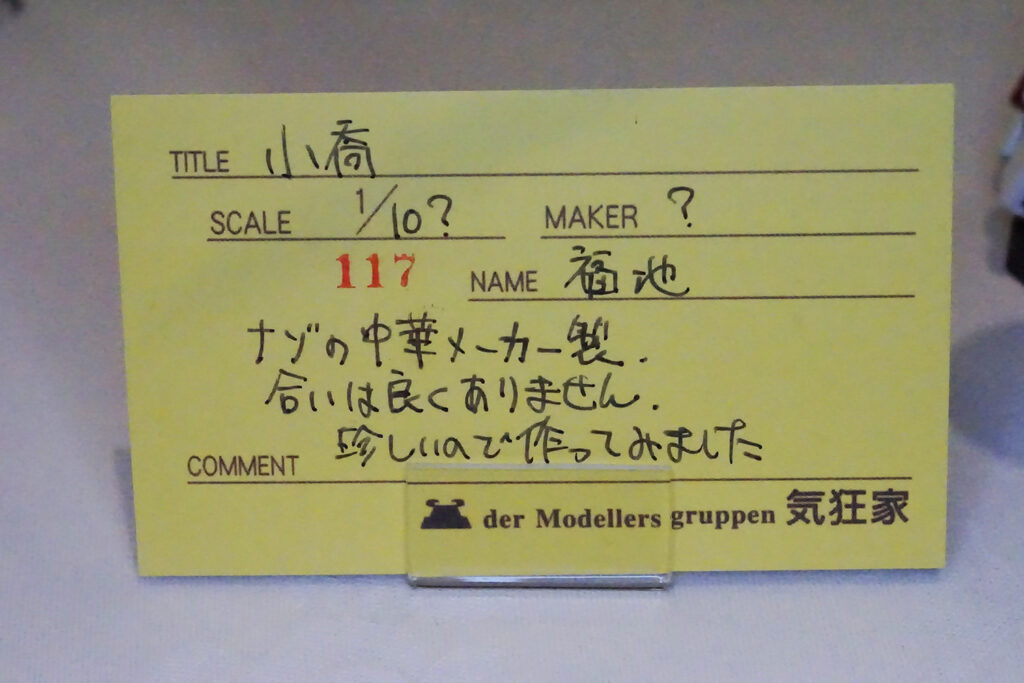 TITLE 小喬
SCALE 1/10? MAKER ?
117 NAME 福池
ナゾの中華メーカー製.
合いは良くありません.
COMMENT 珍しいので作ってみました
der Modellers gruppen 気狂家